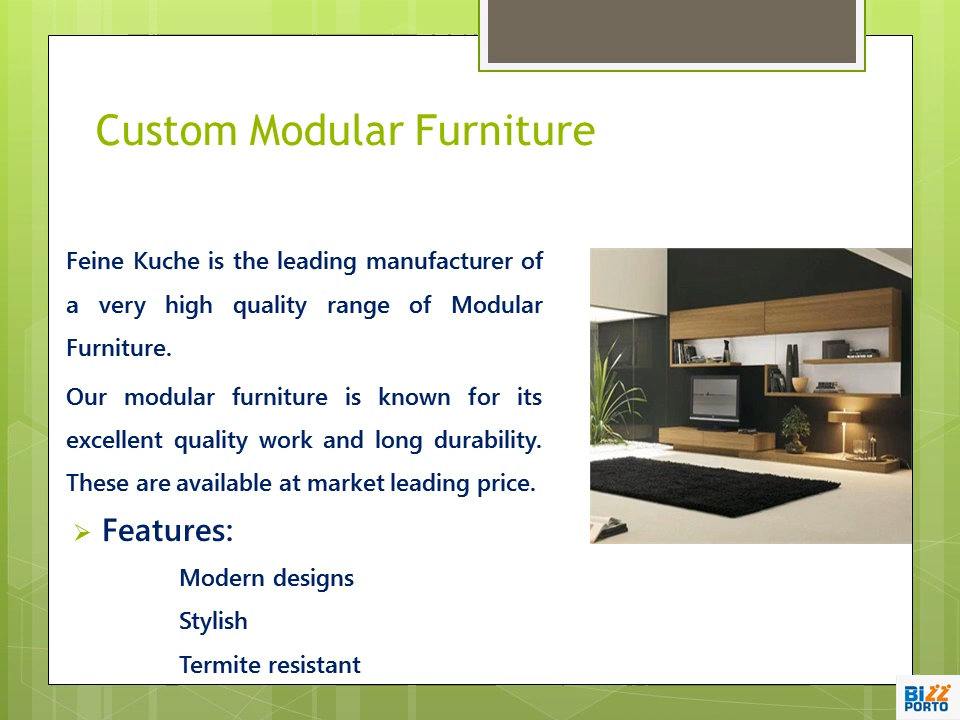 Custom Modular Furniture
Feine Kuche is the leading manufacturer of
a very high quality range of Modular
Furniture.
Our modular furniture is known for its
excellent quality work and long durability.
These are available at market leading price.
Features:
Modern designs
Stylish
Termite resistant
BiZZ
PORTO